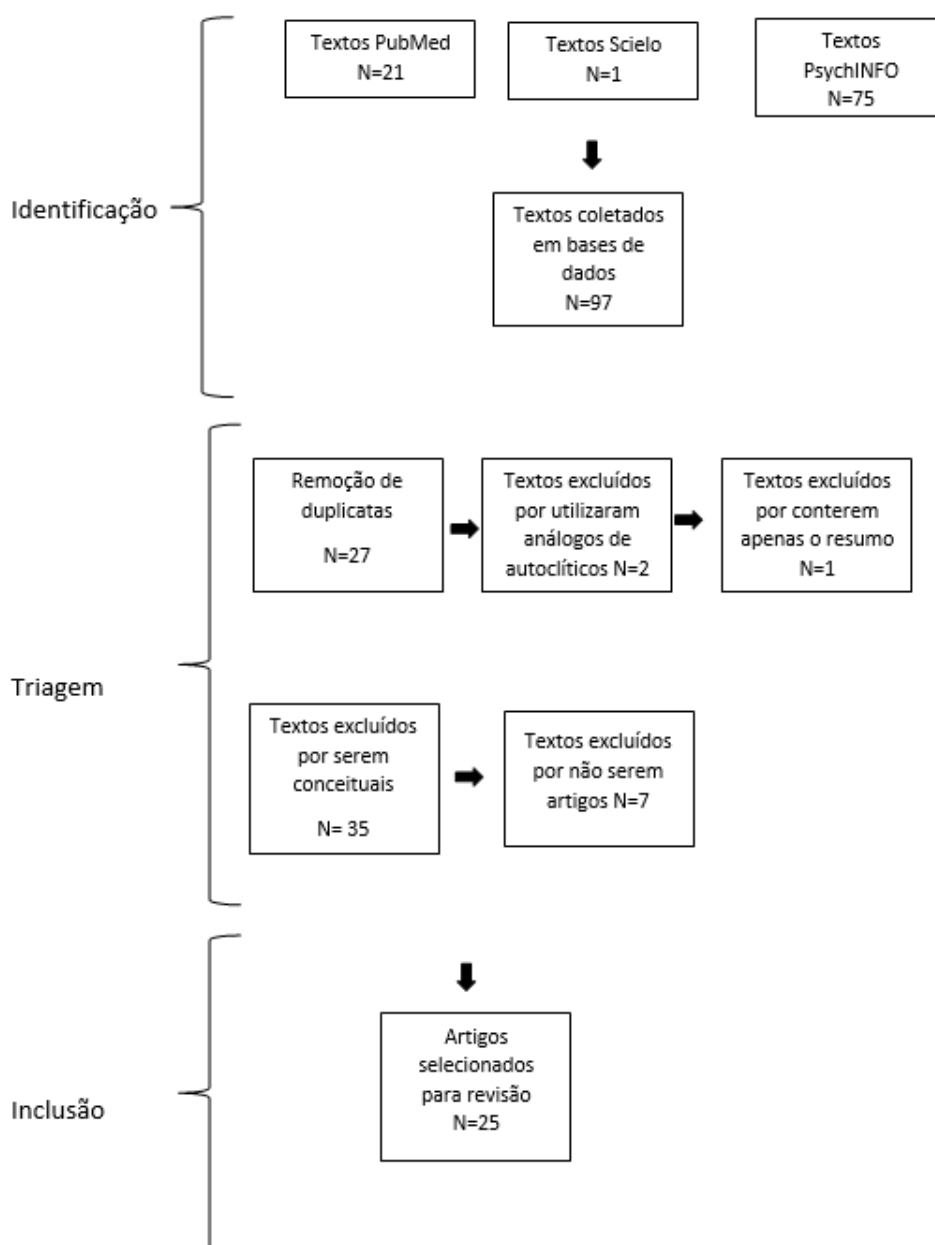 Textos PubMed
N=21
Textos Scielo
N=1
Textos
PsychINFO
N=75
Identificação
Textos coletados
em bases de
dados
N=97
Remoção de
duplicatas
N=27
Textos excluídos
por utilizaram
análogos de
autoclíticos N=2
Textos excluídos
por conterem
apenas o resumo
N=1
Triagem
Textos excluídos
por serem
conceituais
N= 35
Textos excluídos
por não serem
artigos N=7
Inclusão
Artigos
selecionados
para revisão
N=25